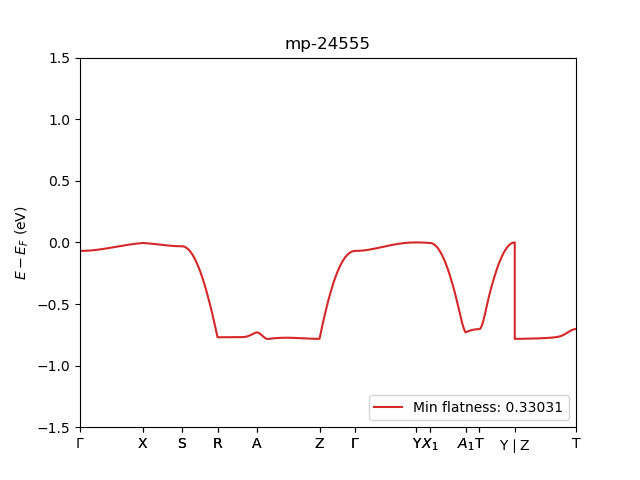 mp-24555
1.5
1.0
0.5
0.0
−0.5
−1.0
−1.5
E − E_F (eV)
Min flatness: 0.33031
Γ X S R A Z Γ Y X₁ A₁ T Y | Z T